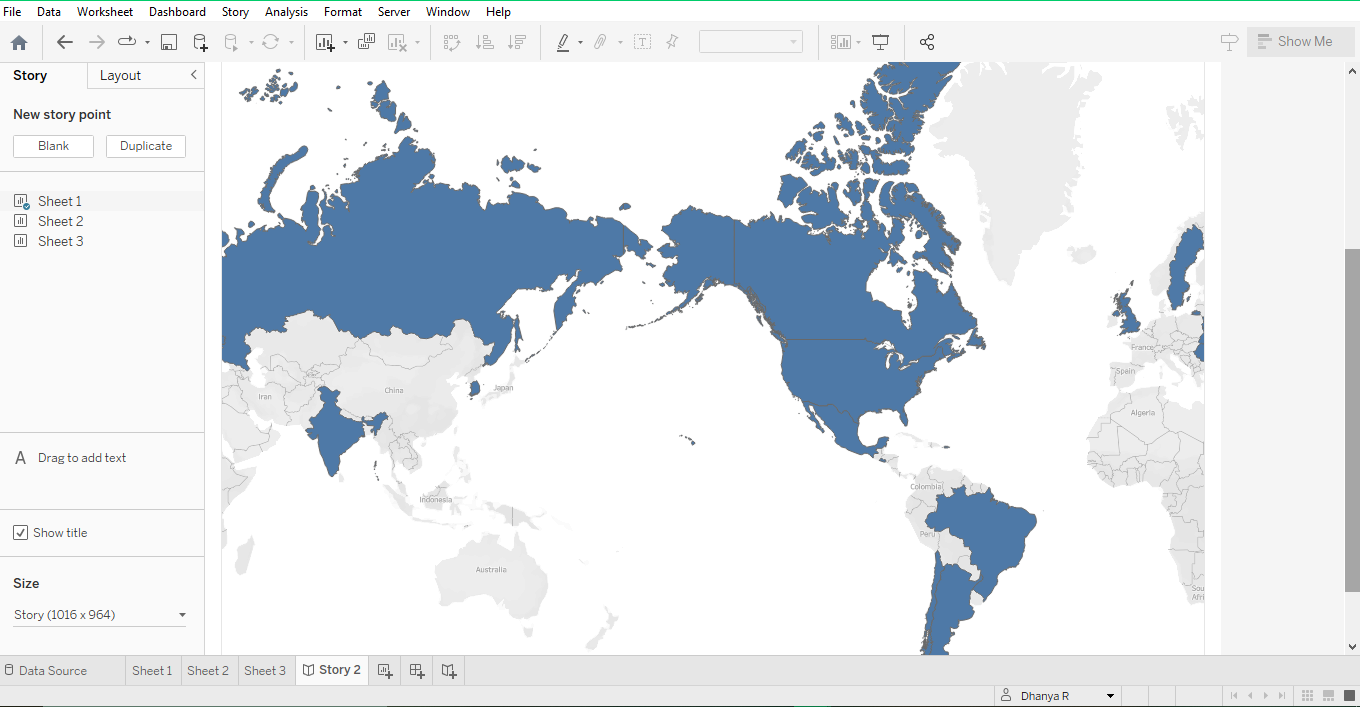 File Data Worksheet Dashboard Story Analysis Format Server Window Help
Show Me
Story Layout
New story point
Blank Duplicate
Sheet 1
Sheet 2
Sheet 3
A Drag to add text
Show title
Size
Story (1016 x 964)
Iran
China
Japan
Indonesia
Australia
Colombia
Peru
France
Spain
Algeria
Sou
Afri
Data Source Sheet 1 Sheet 2 Sheet 3 Story 2
Dhanya R